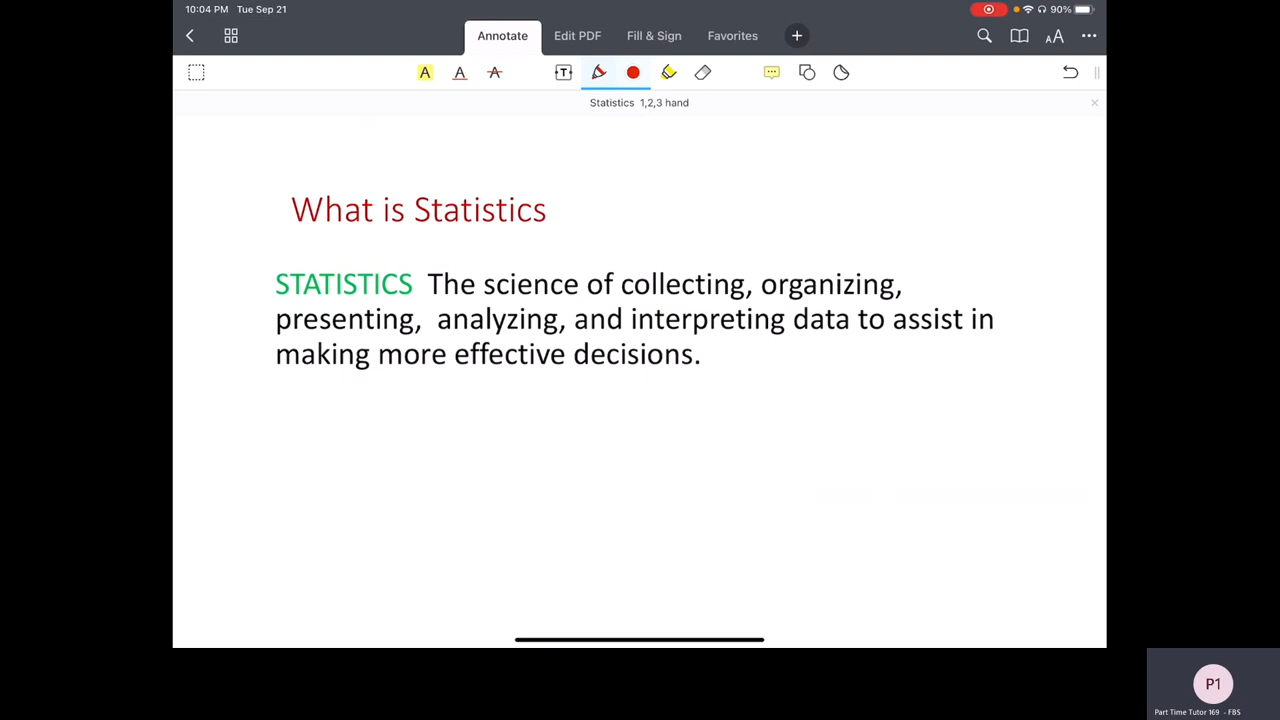 10:04 PM Tue Sep 21 90%
Annotate Edit PDF Fill & Sign Favorites
A A A T AA
Statistics 1,2,3 hand
What is Statistics
STATISTICS The science of collecting, organizing,
presenting, analyzing, and interpreting data to assist in
making more effective decisions.
P1
Part Time Tutor 169 - FBS